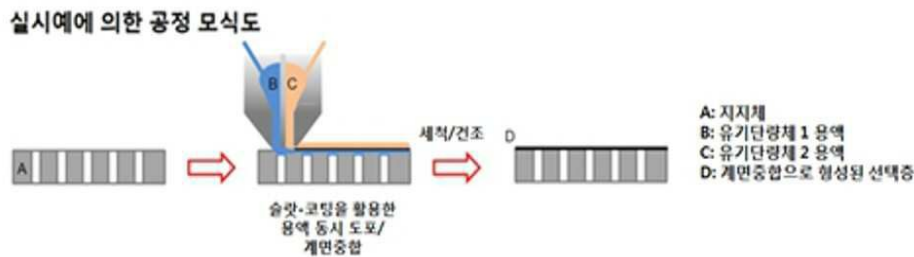 실시예에 의한 공정 모식도
B
C
A
세척/건조
D
슬랏-코팅을 활용한
용액 동시 도포/
계면중합
A: 지지체
B: 유기단량체 1 용액
C: 유기단량체 2 용액
D: 계면중합으로 형성된 선택층